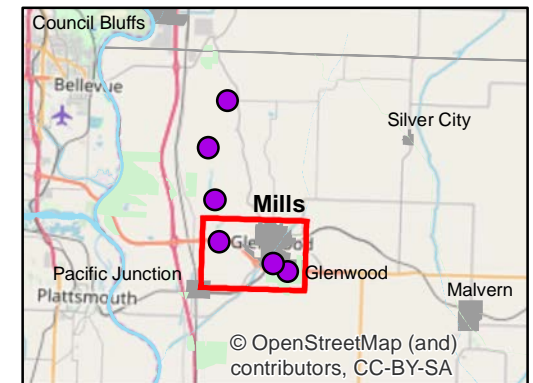 Council Bluffs
Bellevue
Silver City
Mills
Glenwood
Pacific Junction
Glenwood
Plattsmouth
Malvern
© OpenStreetMap (and)
contributors, CC-BY-SA